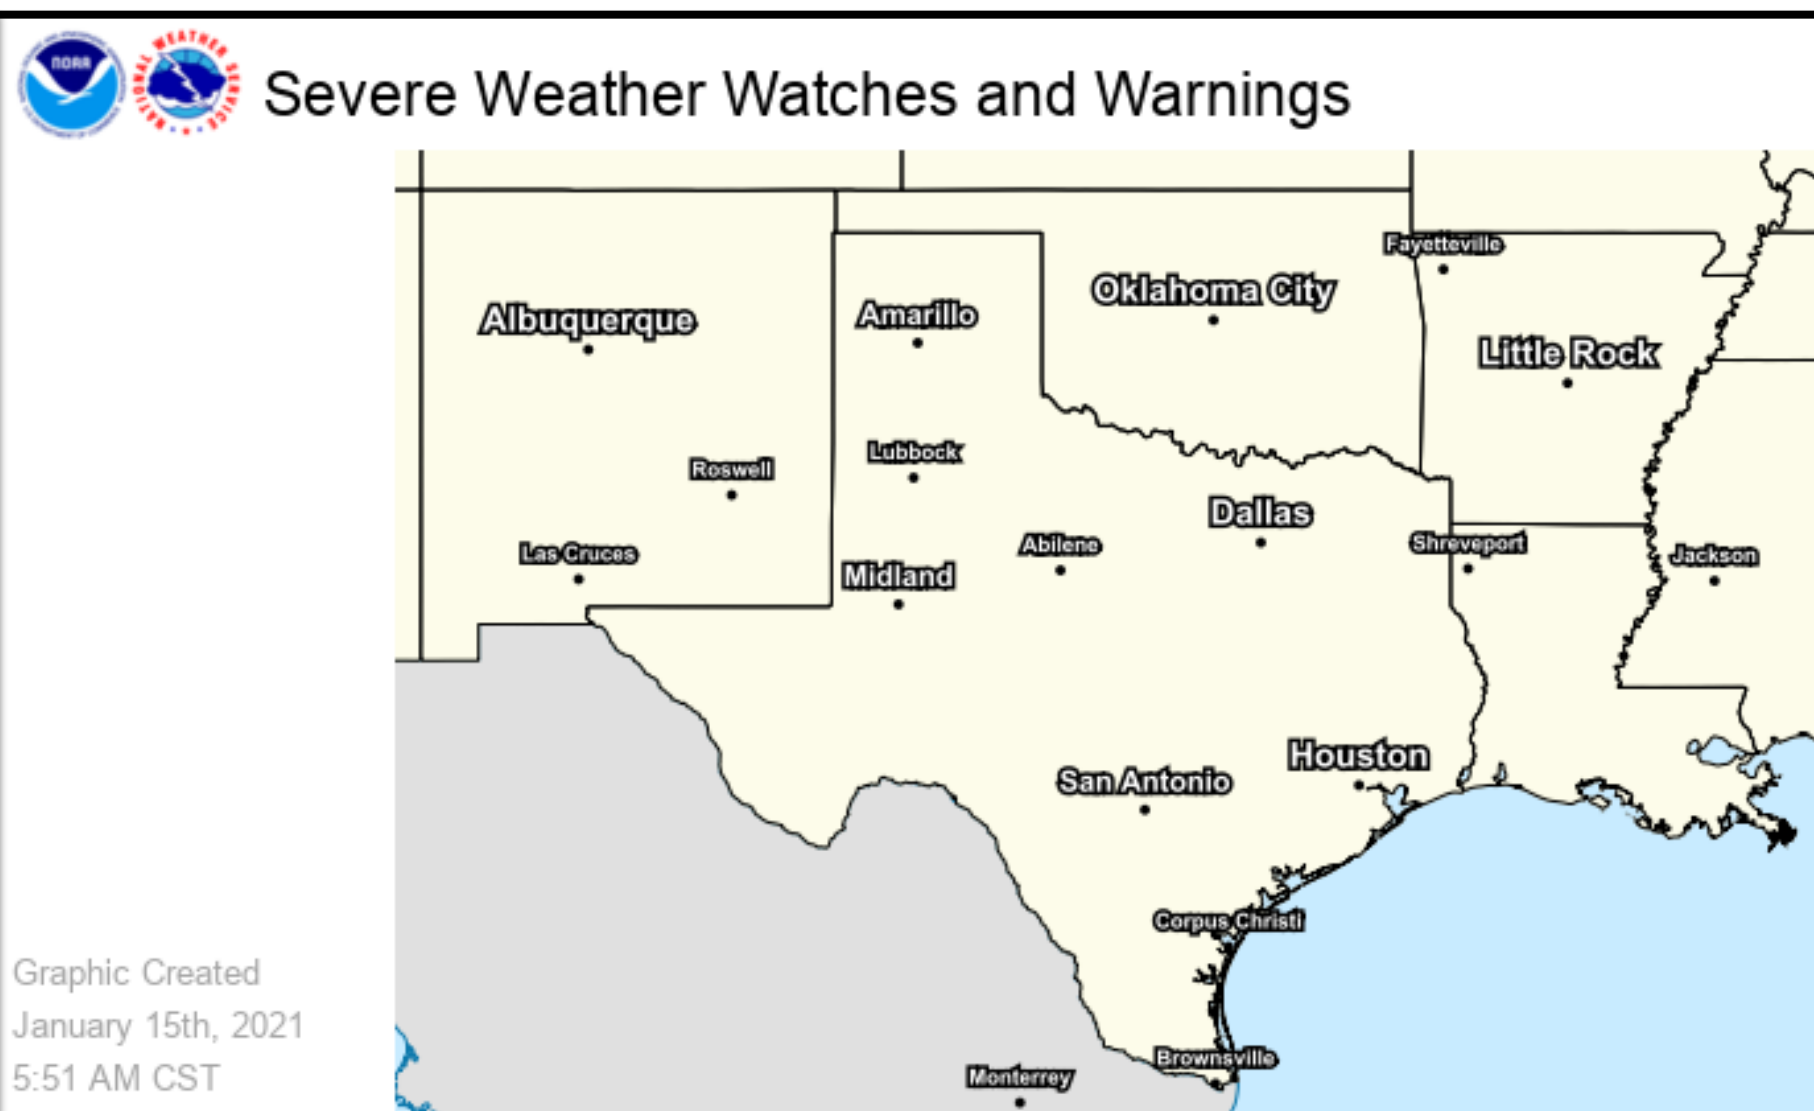 NOAA
NATIONAL WEATHER SERVICE
Severe Weather Watches and Warnings
Fayetteville
Oklahoma City
Albuquerque
Amarillo
Little Rock
Lubbock
Roswell
Dallas
Abilene
Shreveport
Las Cruces
Jackson
Midland
Houston
San Antonio
Corpus Christi
Graphic Created
January 15th, 2021
5:51 AM CST
Brownsville
Monterrey